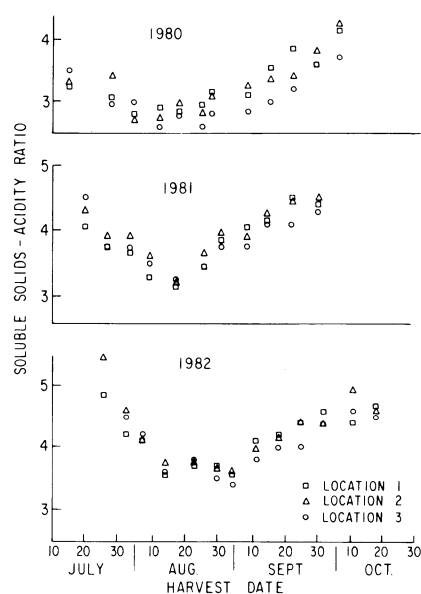 SOLUBLE SOLIDS - ACIDITY RATIO
1980
4
3
1981
5
4
3
1982
5
4
3
LOCATION 1
LOCATION 2
LOCATION 3
10 20 30 10 20 30 10 20 30 10 20 30
JULY AUG. SEPT OCT.
HARVEST DATE